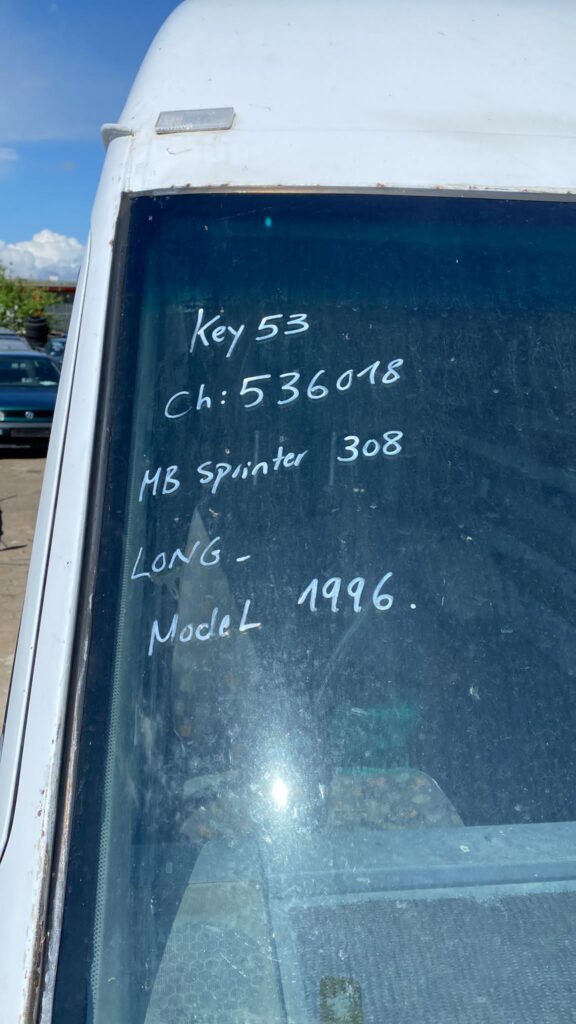 Key 53
Ch: 536018
MB Sprinter 308
LONG -
Model 1996.